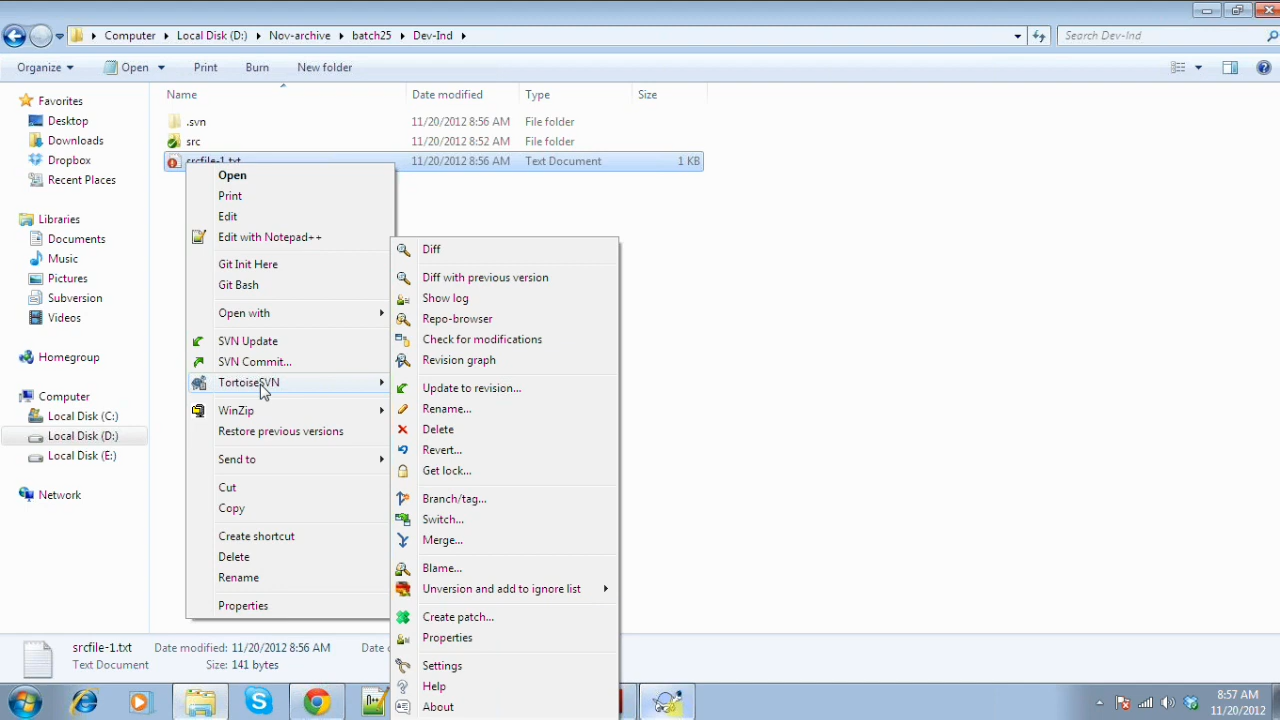 Computer Local Disk (D:) Nov-archive batch25 Dev-Ind
Search Dev-Ind
Organize Open Print Burn New folder
Name Date modified Type Size
Favorites
Desktop
Downloads
Dropbox
Recent Places
Libraries
Documents
Music
Pictures
Subversion
Videos
Homegroup
Computer
Local Disk (C:)
Local Disk (D:)
Local Disk (E:)
Network
.svn 11/20/2012 8:56 AM File folder
src 11/20/2012 8:52 AM File folder
srcfile-1.txt 11/20/2012 8:56 AM Text Document 1 KB
Open
Print
Edit
Edit with Notepad++
Git Init Here
Git Bash
Open with
SVN Update
SVN Commit...
TortoiseSVN
WinZip
Restore previous versions
Send to
Cut
Copy
Create shortcut
Delete
Rename
Properties
Diff
Diff with previous version
Show log
Repo-browser
Check for modifications
Revision graph
Update to revision...
Rename...
Delete
Revert...
Get lock...
Branch/tag...
Switch...
Merge...
Blame...
Unversion and add to ignore list
Create patch...
Properties
Settings
Help
About
srcfile-1.txt Date modified: 11/20/2012 8:56 AM Date
Text Document Size: 141 bytes
8:57 AM
11/20/2012